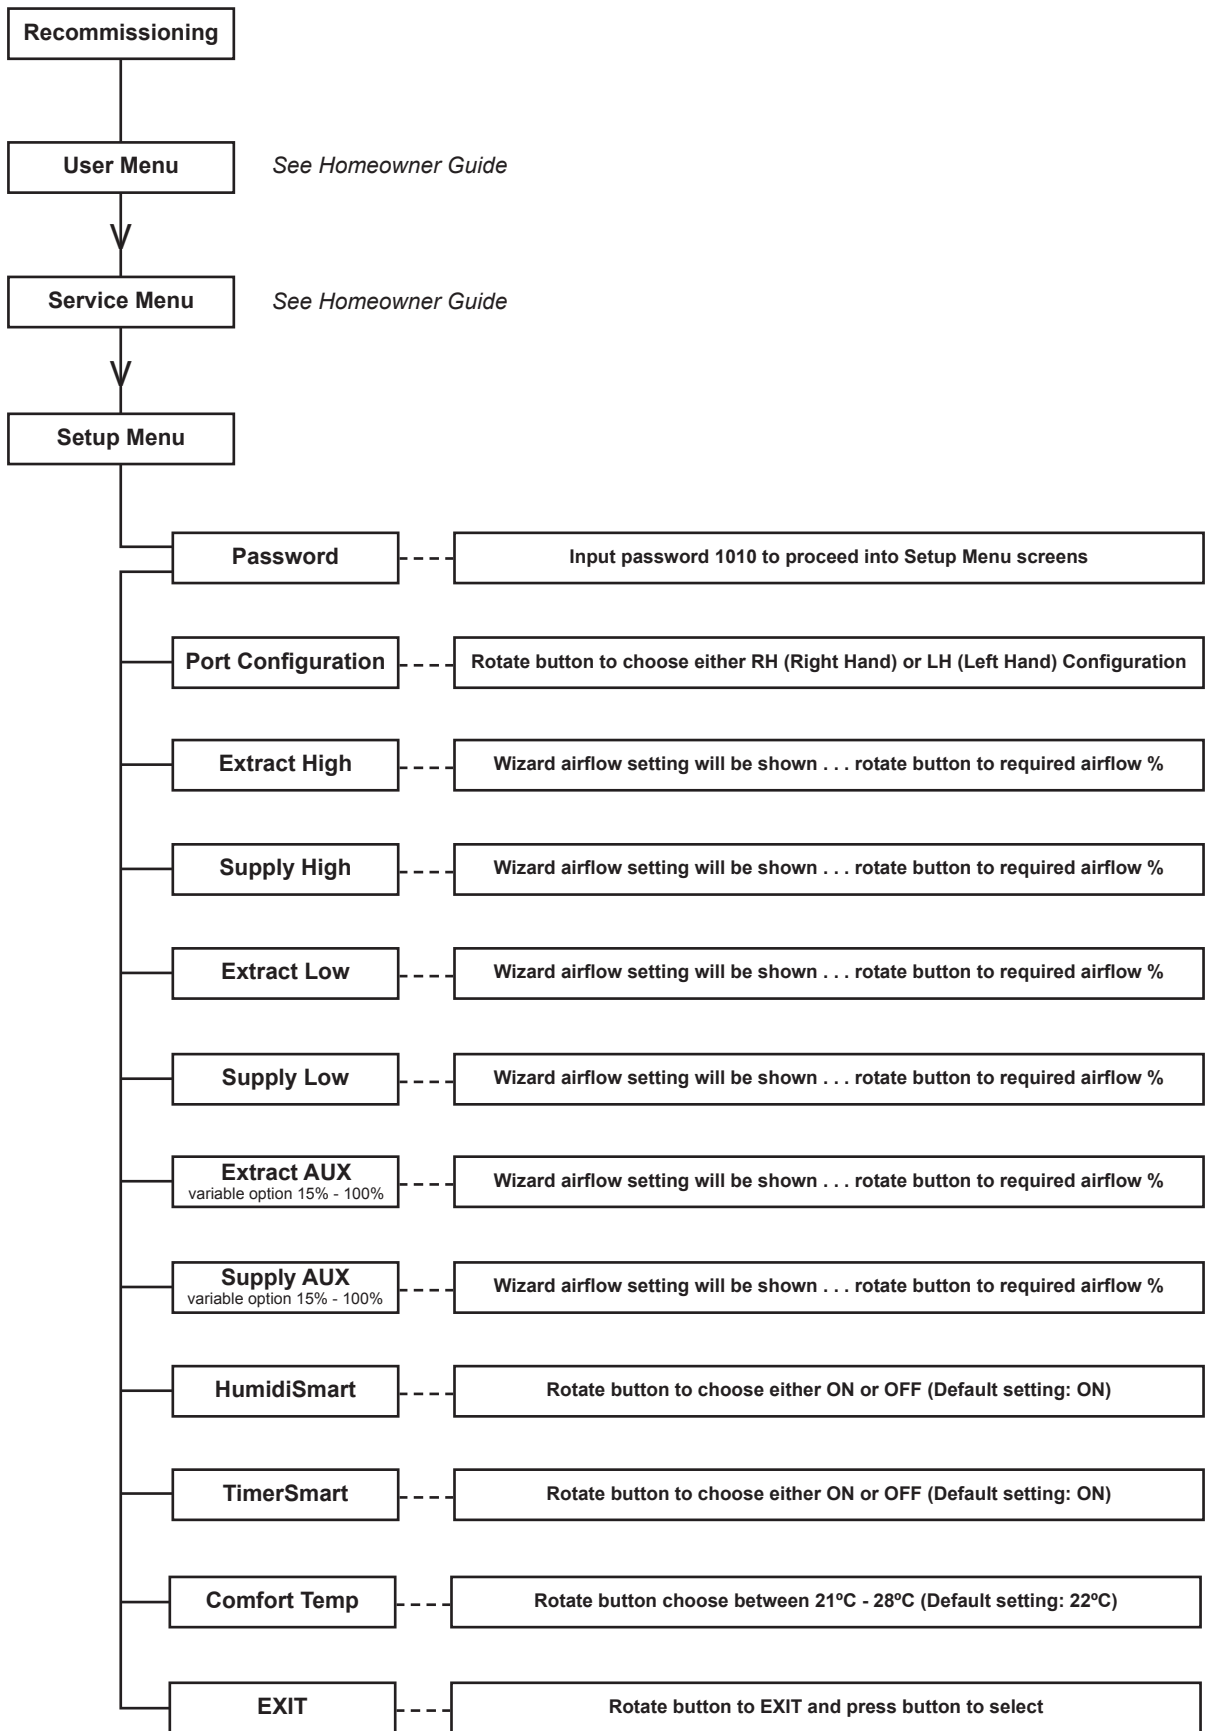 Recommissioning
User Menu
See Homeowner Guide
Service Menu
See Homeowner Guide
Setup Menu
Password
Input password 1010 to proceed into Setup Menu screens
Port Configuration
Rotate button to choose either RH (Right Hand) or LH (Left Hand) Configuration
Extract High
Wizard airflow setting will be shown . . . rotate button to required airflow %
Supply High
Wizard airflow setting will be shown . . . rotate button to required airflow %
Extract Low
Wizard airflow setting will be shown . . . rotate button to required airflow %
Supply Low
Wizard airflow setting will be shown . . . rotate button to required airflow %
Extract AUX
variable option 15% - 100%
Wizard airflow setting will be shown . . . rotate button to required airflow %
Supply AUX
variable option 15% - 100%
Wizard airflow setting will be shown . . . rotate button to required airflow %
HumidiSmart
Rotate button to choose either ON or OFF (Default setting: ON)
TimerSmart
Rotate button to choose either ON or OFF (Default setting: ON)
Comfort Temp
Rotate button choose between 21ºC - 28ºC (Default setting: 22ºC)
EXIT
Rotate button to EXIT and press button to select